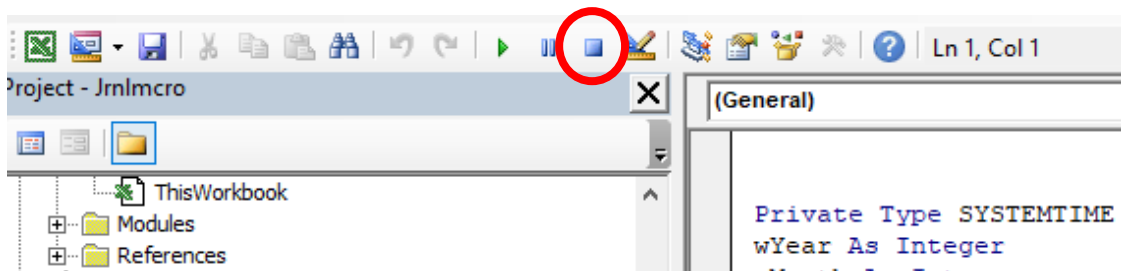 Ln 1, Col 1
Project - Jrnlmcro
(General)
ThisWorkbook
Modules
References
Private Type SYSTEMTIME
wYear As Integer